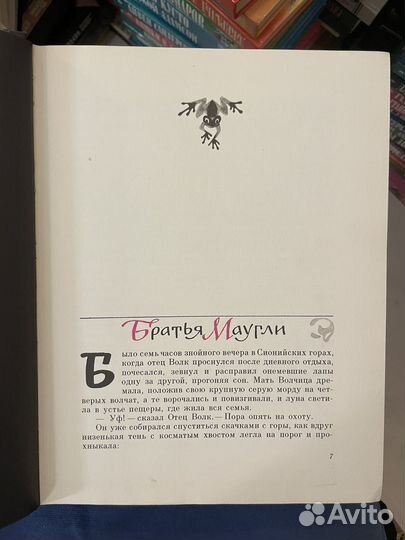 Братья Маугли
Было семь часов знойного вечера в Сионийских горах,
когда отец Волк проснулся после дневного отдыха,
почесался, зевнул и расправил онемевшие лапы
одну за другой, прогоняя сон. Мать Волчица дре-
мала, положив свою крупную серую морду на чет-
верых волчат, а те ворочались и повизгивали, и луна свети-
ла в устье пещеры, где жила вся семья.
— Уф! — сказал Отец Волк. — Пора опять на охоту.
Он уже собирался спуститься скачками с горы, как вдруг
низенькая тень с косматым хвостом легла на порог и про-
хныкала:
7
Avito